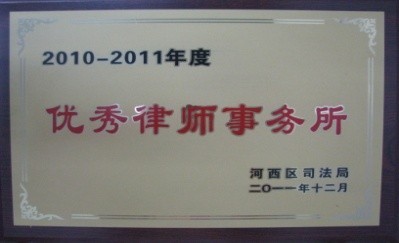 2010-2011年度
优秀律师事务所
河西区司法局
二〇一一年十二月